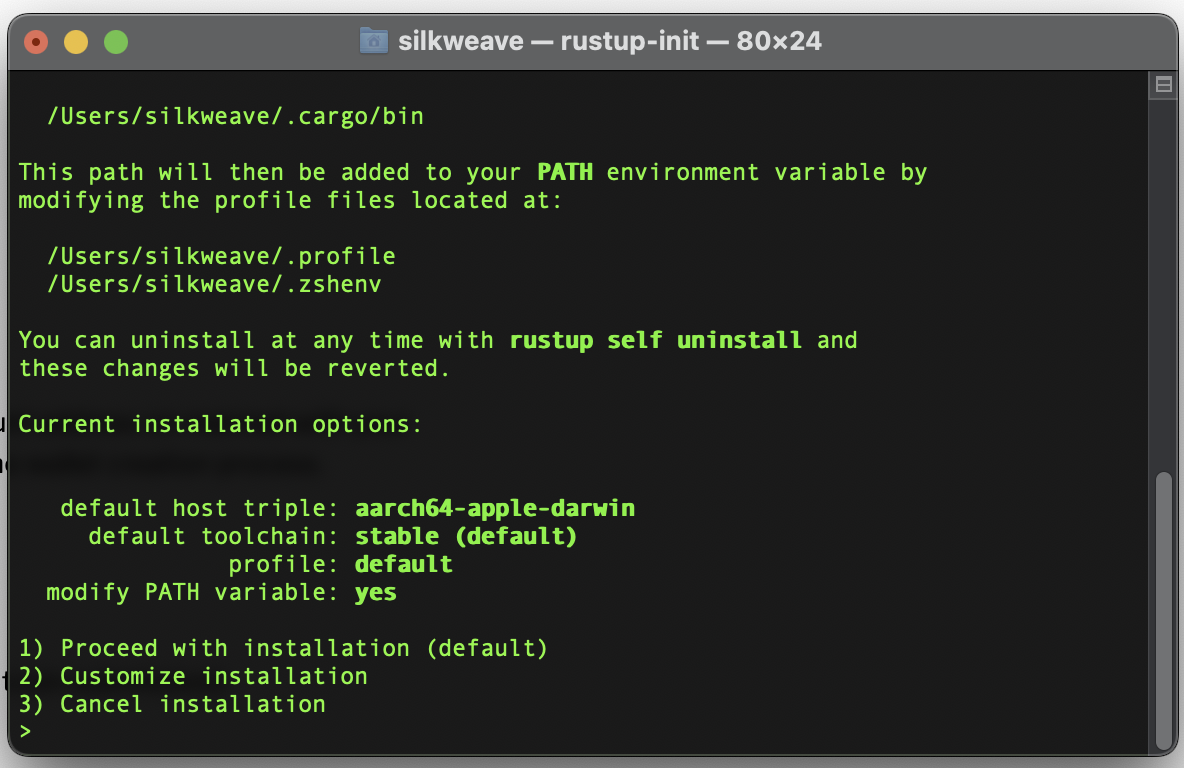 silkweave — rustup-init — 80×24
/Users/silkweave/.cargo/bin
This path will then be added to your PATH environment variable by
modifying the profile files located at:
/Users/silkweave/.profile
/Users/silkweave/.zshenv
You can uninstall at any time with rustup self uninstall and
these changes will be reverted.
Current installation options:
default host triple: aarch64-apple-darwin
default toolchain: stable (default)
profile: default
modify PATH variable: yes
1) Proceed with installation (default)
2) Customize installation
3) Cancel installation
>